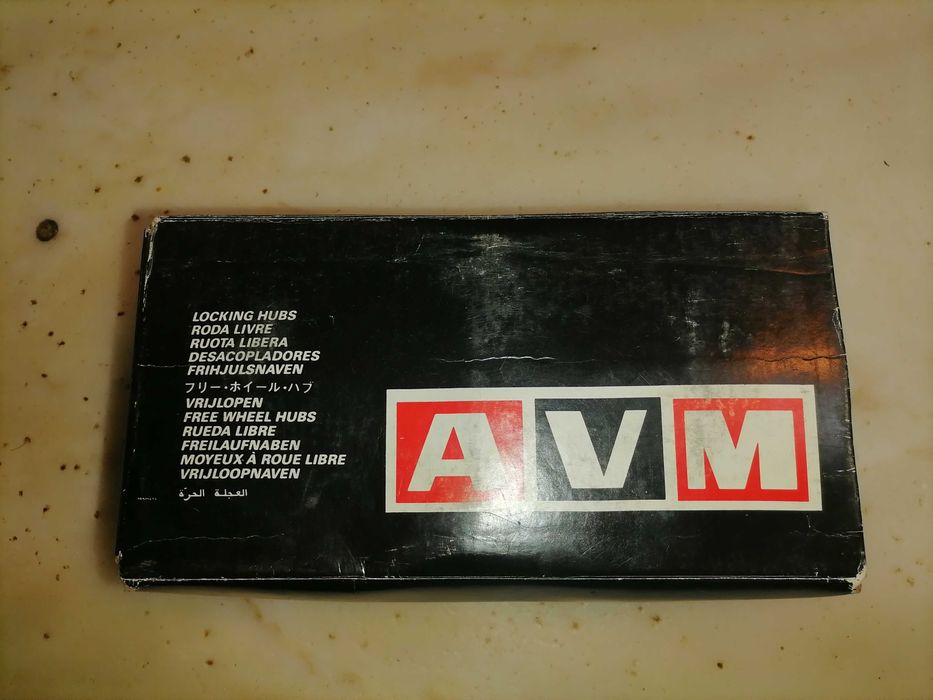 LOCKING HUBS
RODA LIVRE
RUOTA LIBERA
DESACOPLADORES
FRIHJULSNAVEN
フリー・ホイール・ハブ
VRIJLOPEN
FREE WHEEL HUBS
RUEDA LIBRE
FREILAUFNABEN
MOYEUX À ROUE LIBRE
VRIJLOOPNAVEN
العجلة الحرّة
AVM